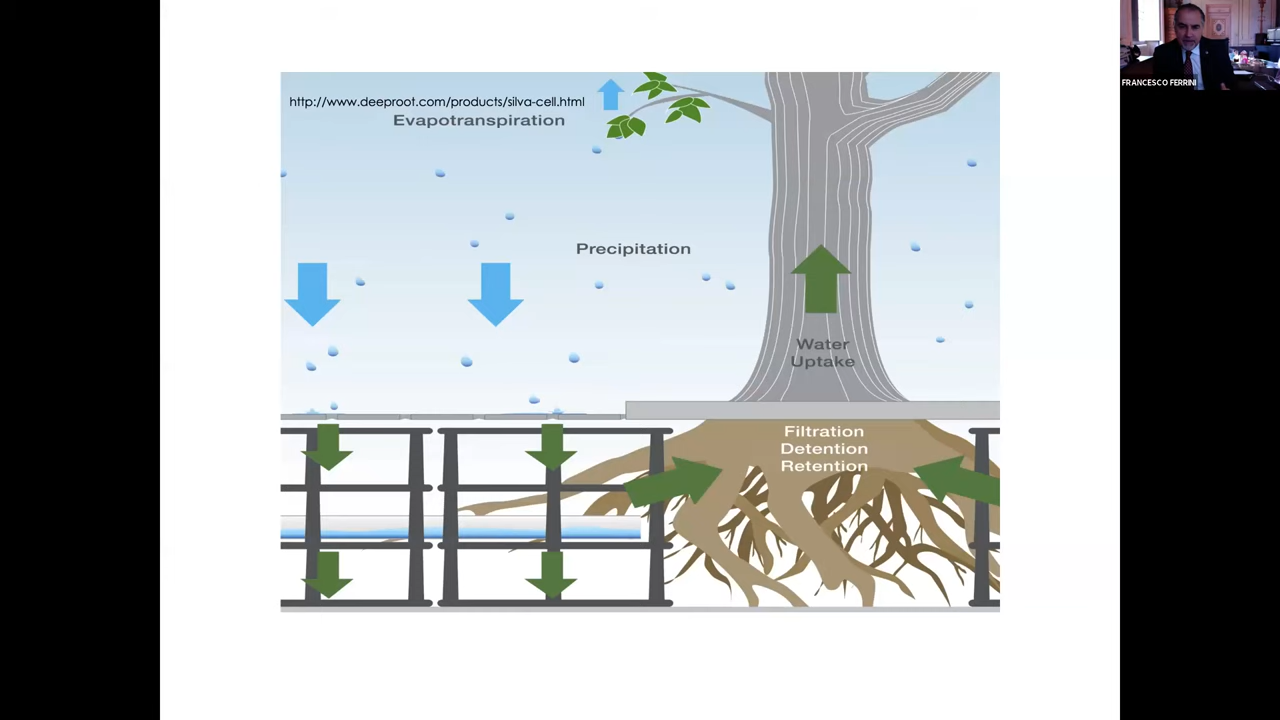 FRANCESCO FERRINI
http://www.deeproot.com/products/silva-cell.html
Evapotranspiration
Precipitation
Water
Uptake
Filtration
Detention
Retention